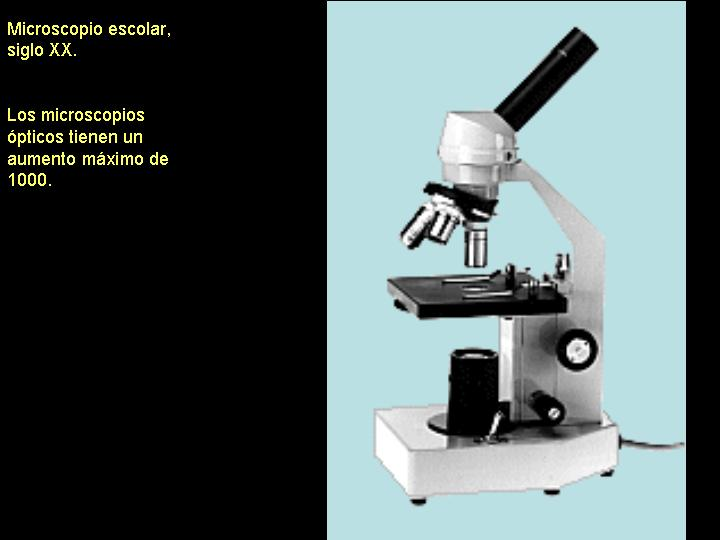 Microscopio escolar,
siglo XX.
Los microscopios
ópticos tienen un
aumento máximo de
1000.